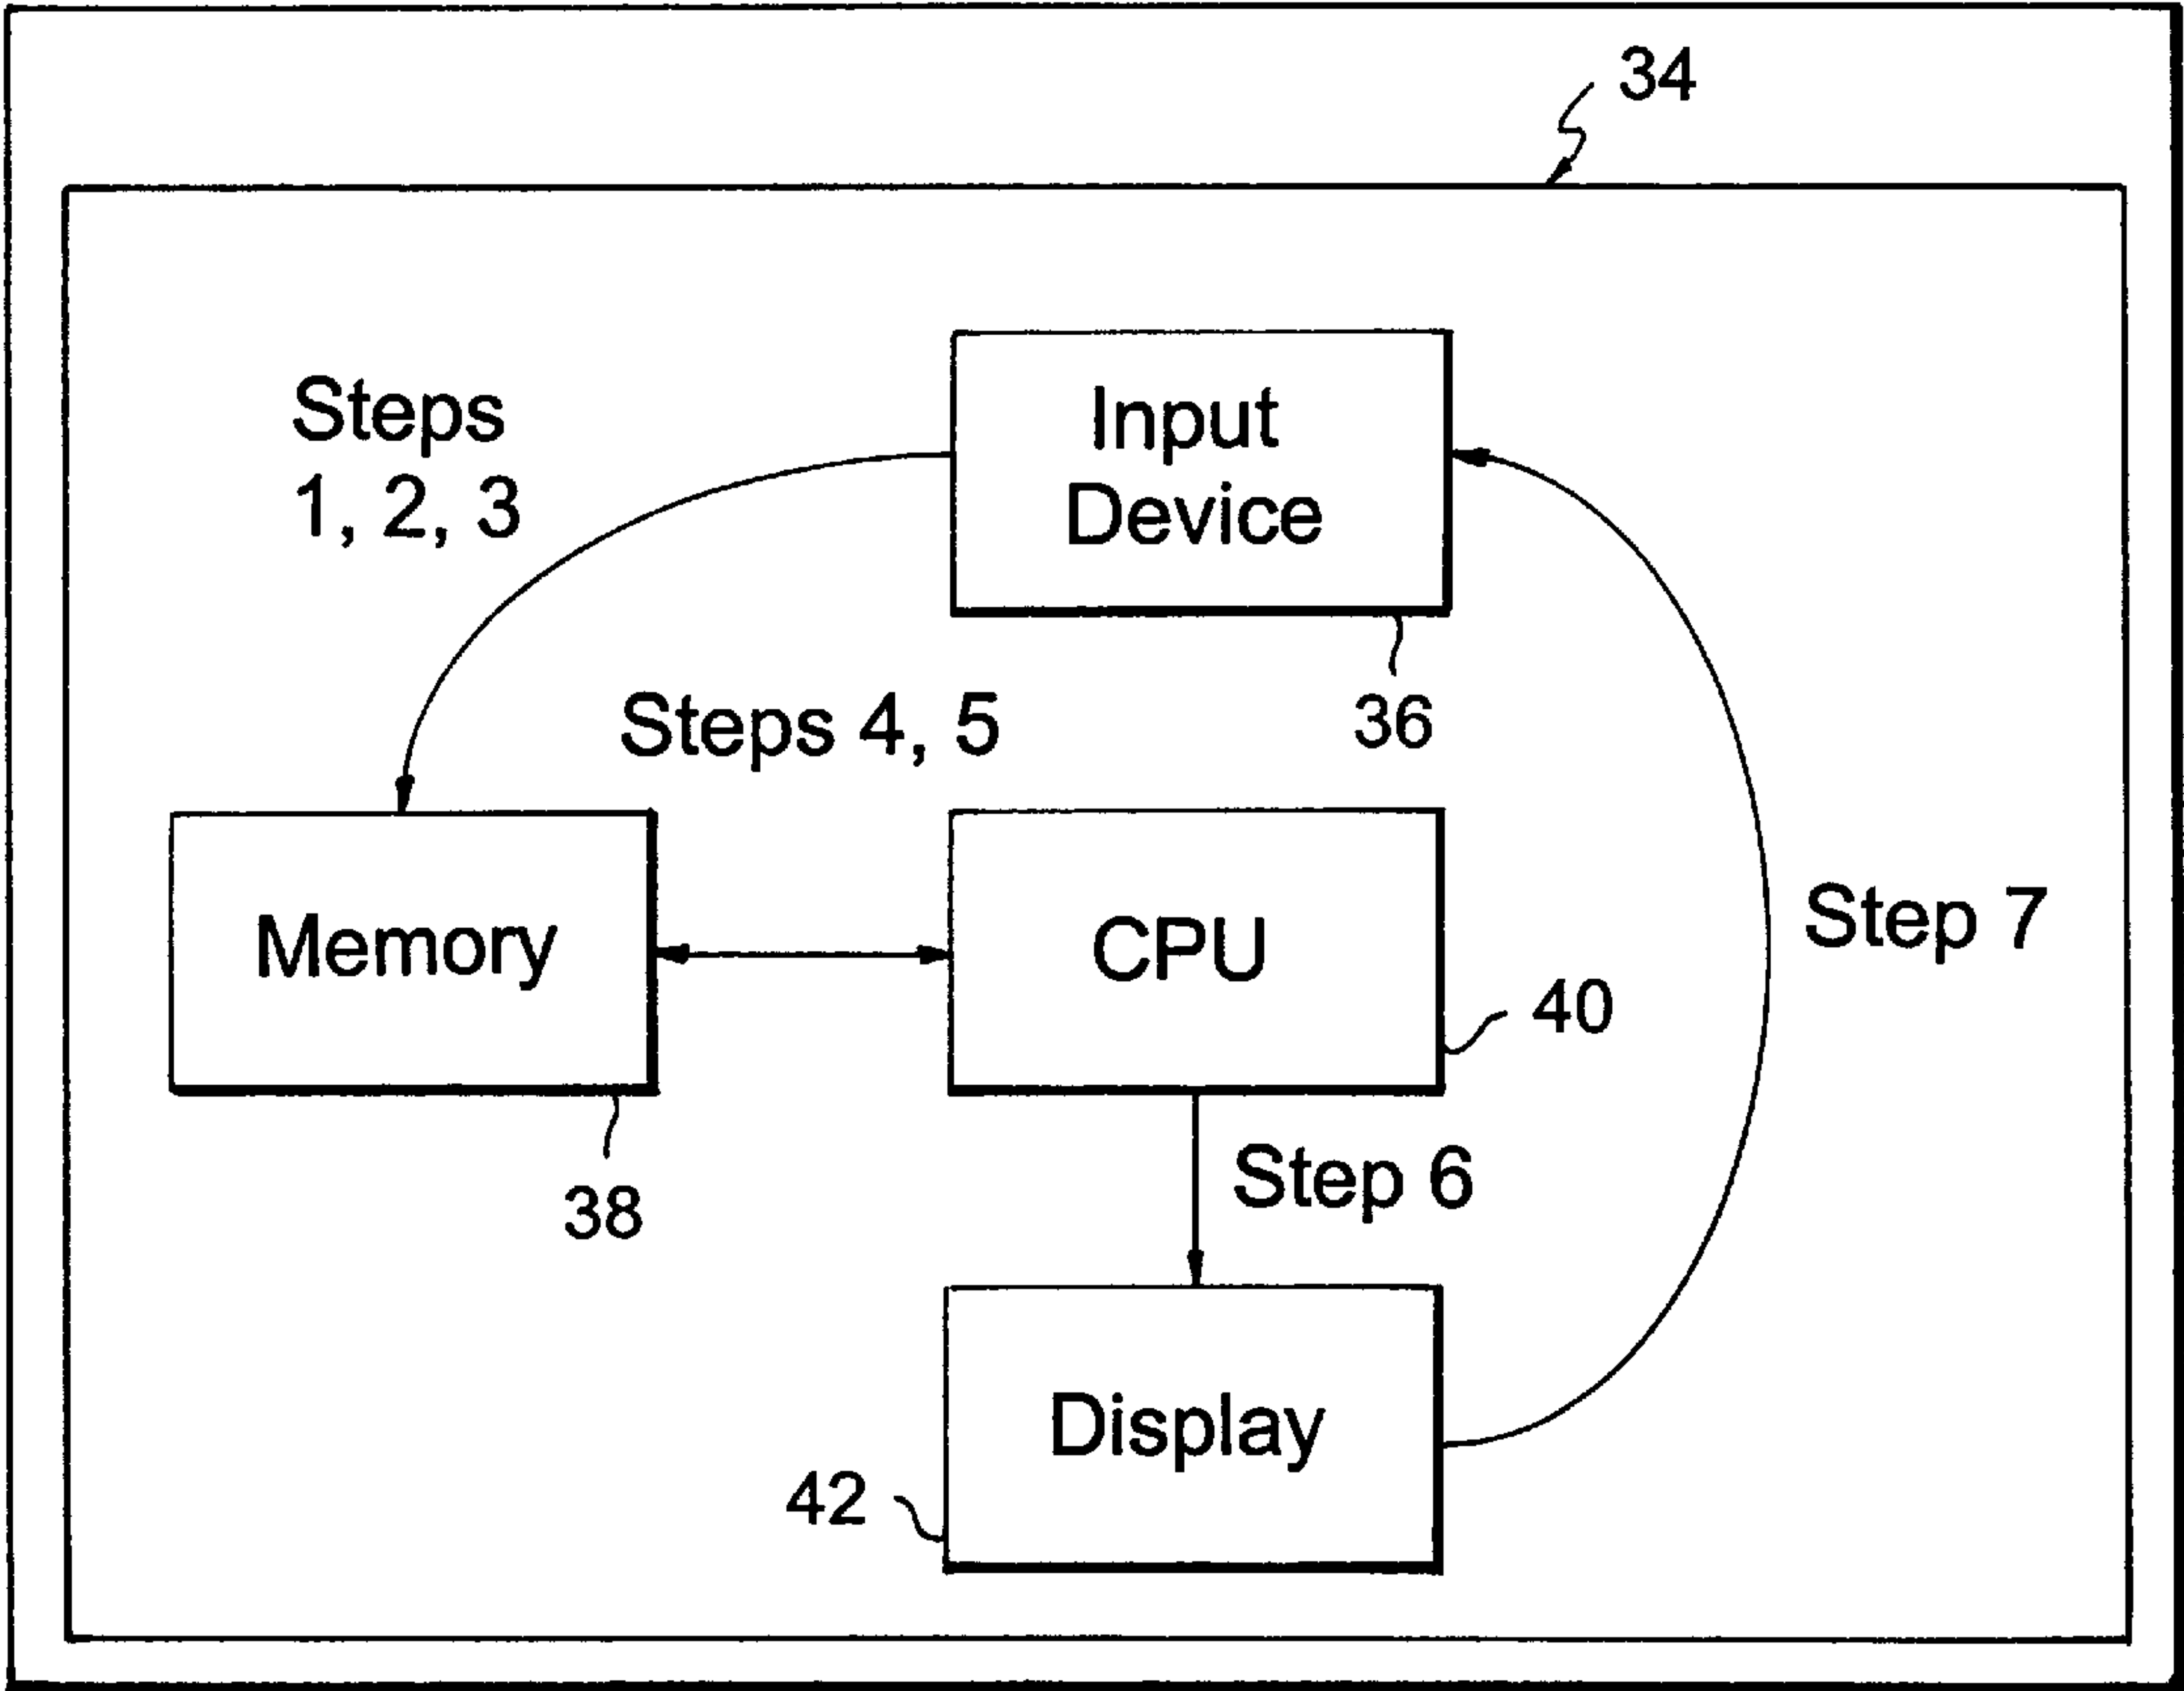 34
Steps
1, 2, 3
Input
Device
36
Steps 4, 5
Memory
38
CPU
40
Step 7
Step 6
Display
42